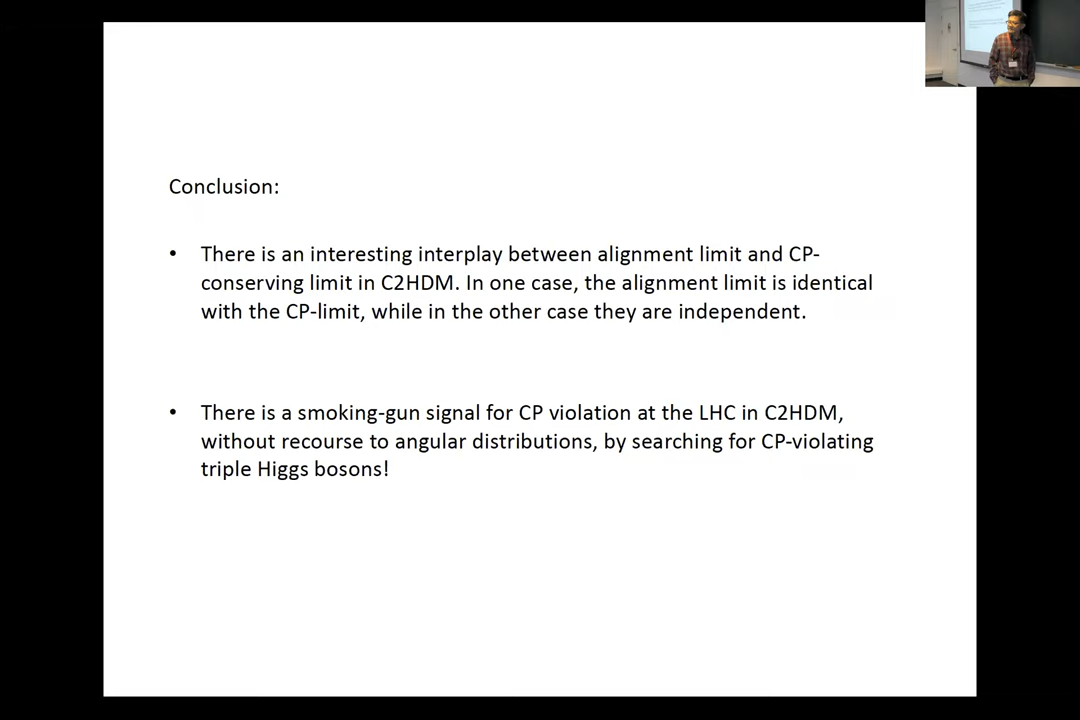 Conclusion:
• There is an interesting interplay between alignment limit and CP-
conserving limit in C2HDM. In one case, the alignment limit is identical
with the CP-limit, while in the other case they are independent.
• There is a smoking-gun signal for CP violation at the LHC in C2HDM,
without recourse to angular distributions, by searching for CP-violating
triple Higgs bosons!